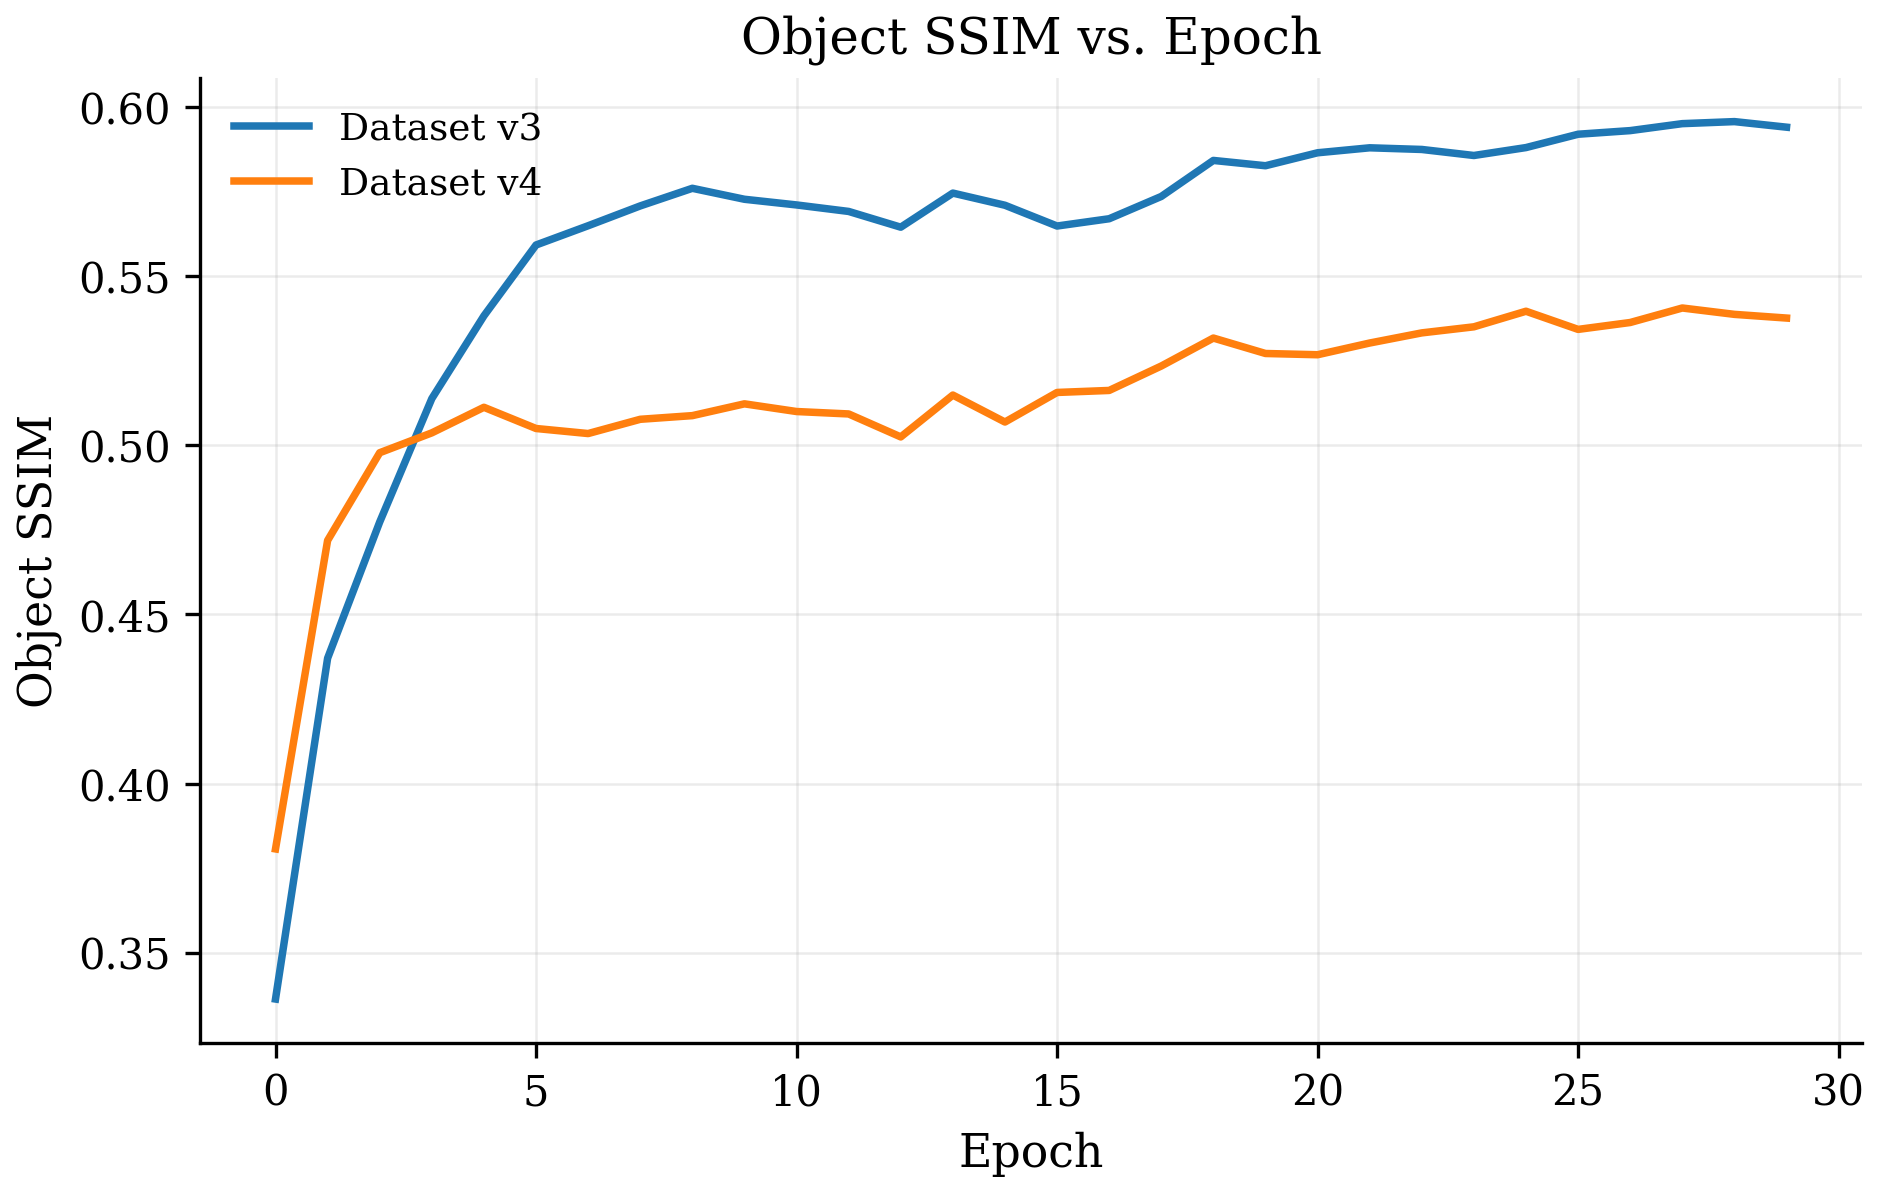 Object SSIM vs. Epoch
Dataset v3
Dataset v4
Object SSIM
0.60
0.55
0.50
0.45
0.40
0.35
0 5 10 15 20 25 30
Epoch